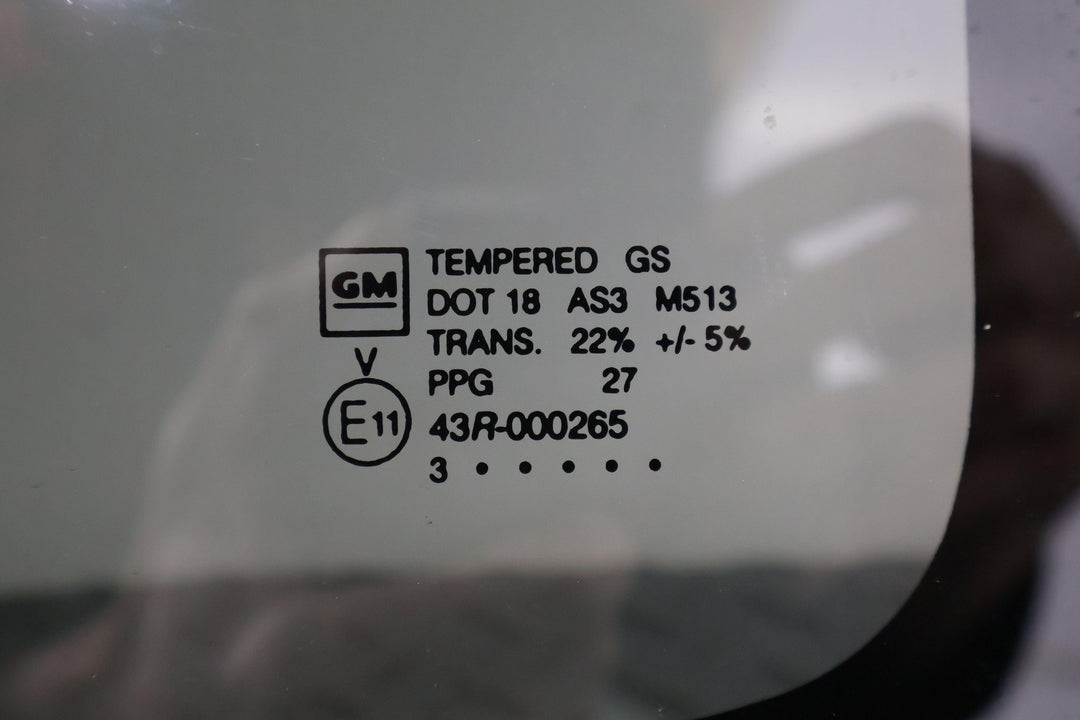 GM
TEMPERED GS
DOT 18 AS3 M513
TRANS. 22% +/- 5%
V
PPG 27
E11
43R-000265
3 • • • • •